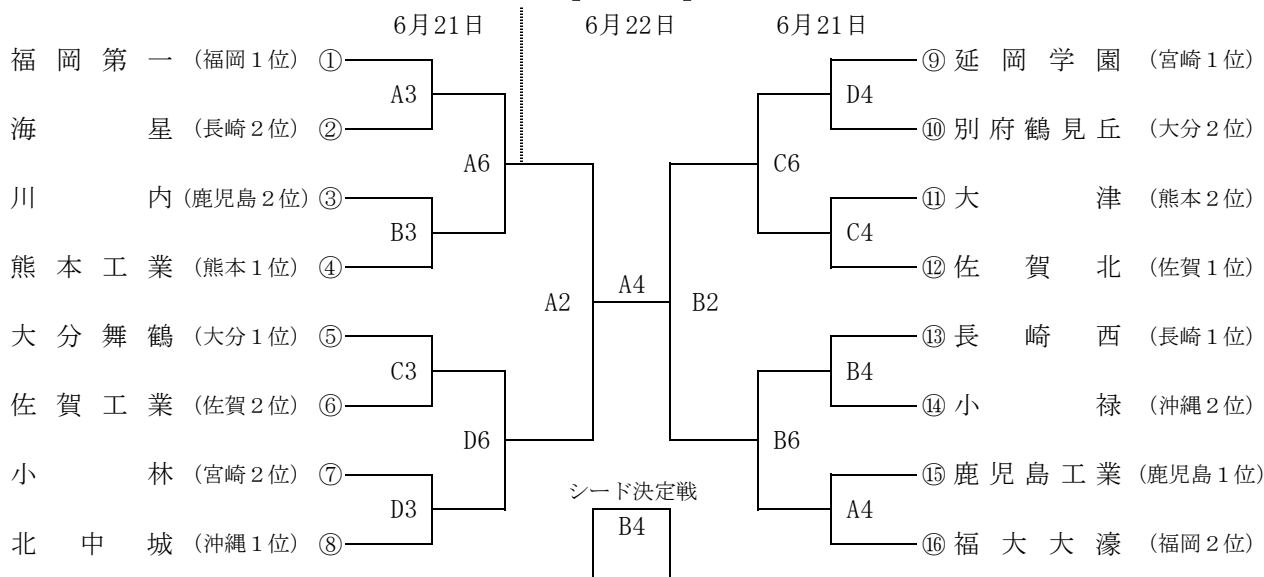 6月21日 6月22日 6月21日
福岡第一 (福岡1位) ① ⑨ 延岡学園 (宮崎1位)
A3 D4
海星 (長崎2位) ② ⑩ 別府鶴見丘 (大分2位)
A6 C6
川内 (鹿児島2位) ③ ⑪ 大津 (熊本2位)
B3 C4
熊本工業 (熊本1位) ④ ⑫ 佐賀北 (佐賀1位)
A2 A4 B2
大分舞鶴 (大分1位) ⑤ ⑬ 長崎西 (長崎1位)
C3 B4
佐賀工業 (佐賀2位) ⑥ ⑭ 小禄 (沖縄2位)
D6 B6
小林 (宮崎2位) ⑦ ⑮ 鹿児島工業 (鹿児島1位)
シード決定戦
D3 B4 A4
北中城 (沖縄1位) ⑧ ⑯ 福大大濠 (福岡2位)